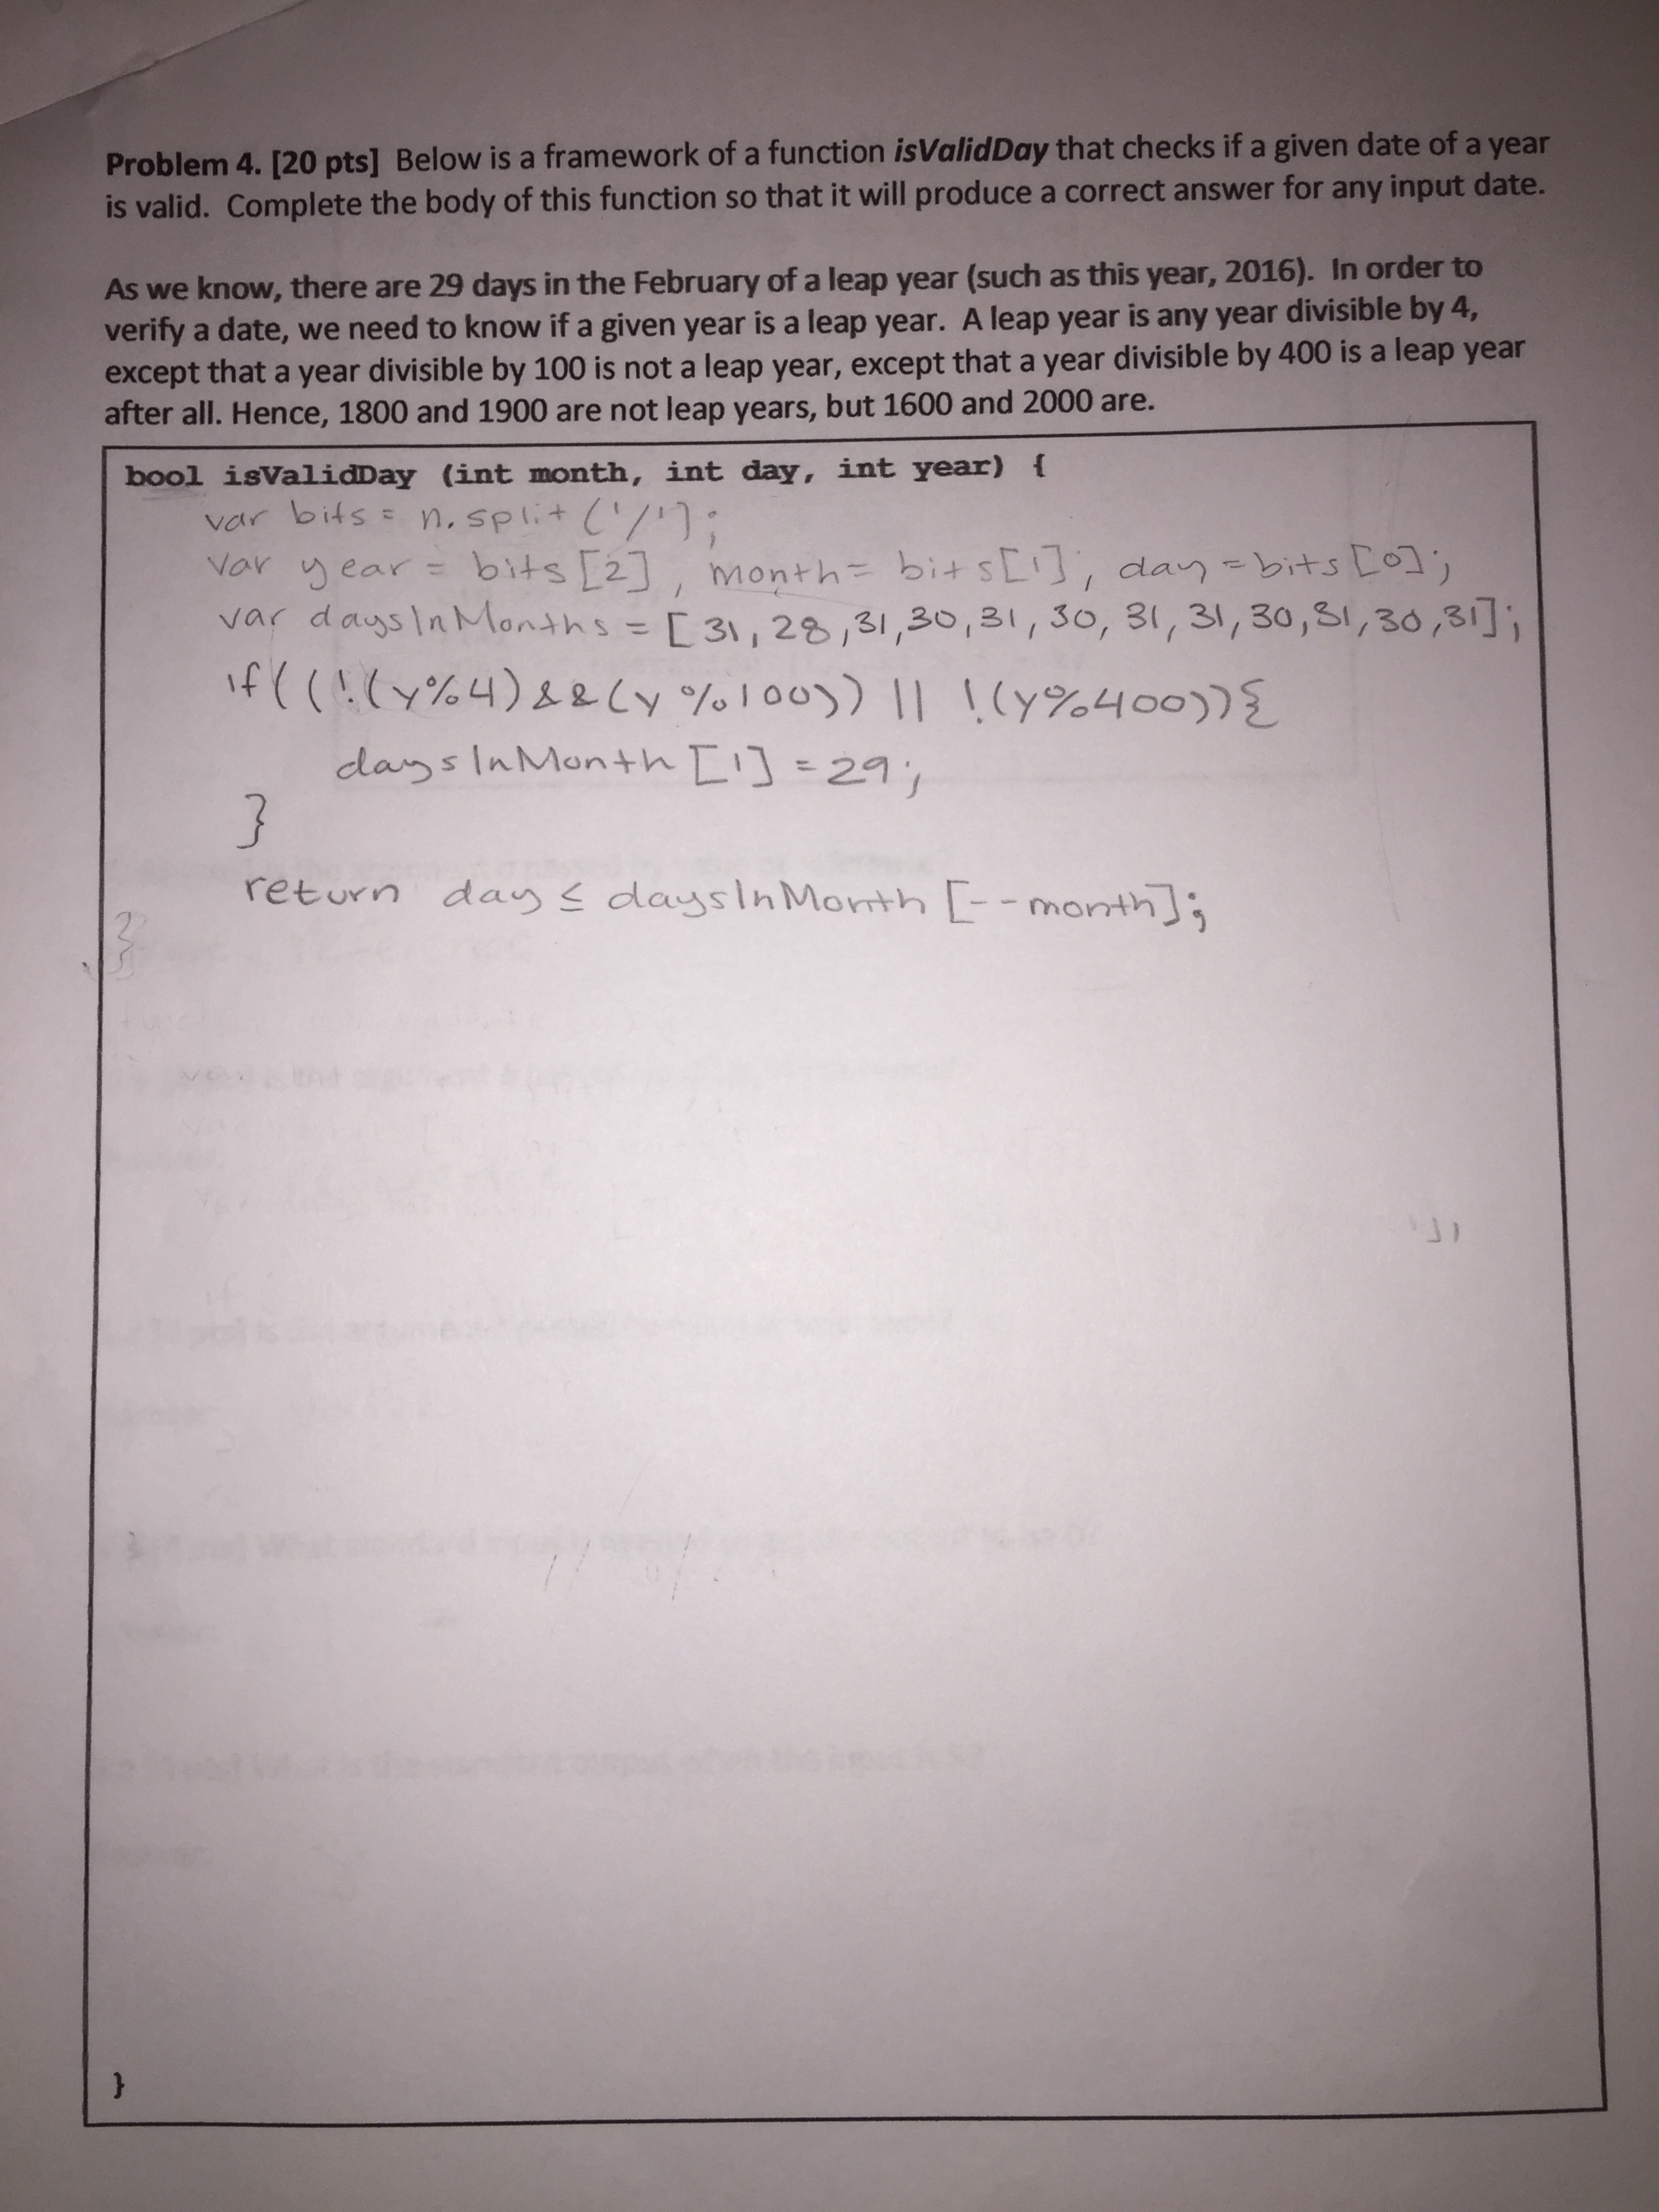 Problem 4. [20 pts] Below is a framework of a function isValidDay that checks if a given date of a year
is valid. Complete the body of this function so that it will produce a correct answer for any input date.
As we know, there are 29 days in the February of a leap year (such as this year, 2016). In order to
verify a date, we need to know if a given year is a leap year. A leap year is any year divisible by 4,
except that a year divisible by 100 is not a leap year, except that a year divisible by 400 is a leap year
after all. Hence, 1800 and 1900 are not leap years, but 1600 and 2000 are.
bool isValidDay (int month, int day, int year) {
var bits = n.split('/');
var year = bits[2], month = bits[1], day = bits[0];
var daysInMonths = [31,28,31,30,31,30,31,31,30,31,30,31];
if((!(y%4)&&(y%100)) || !(y%400)){
daysInMonth[1]=29;
}
return day ≤ daysInMonth[--month];
}
}